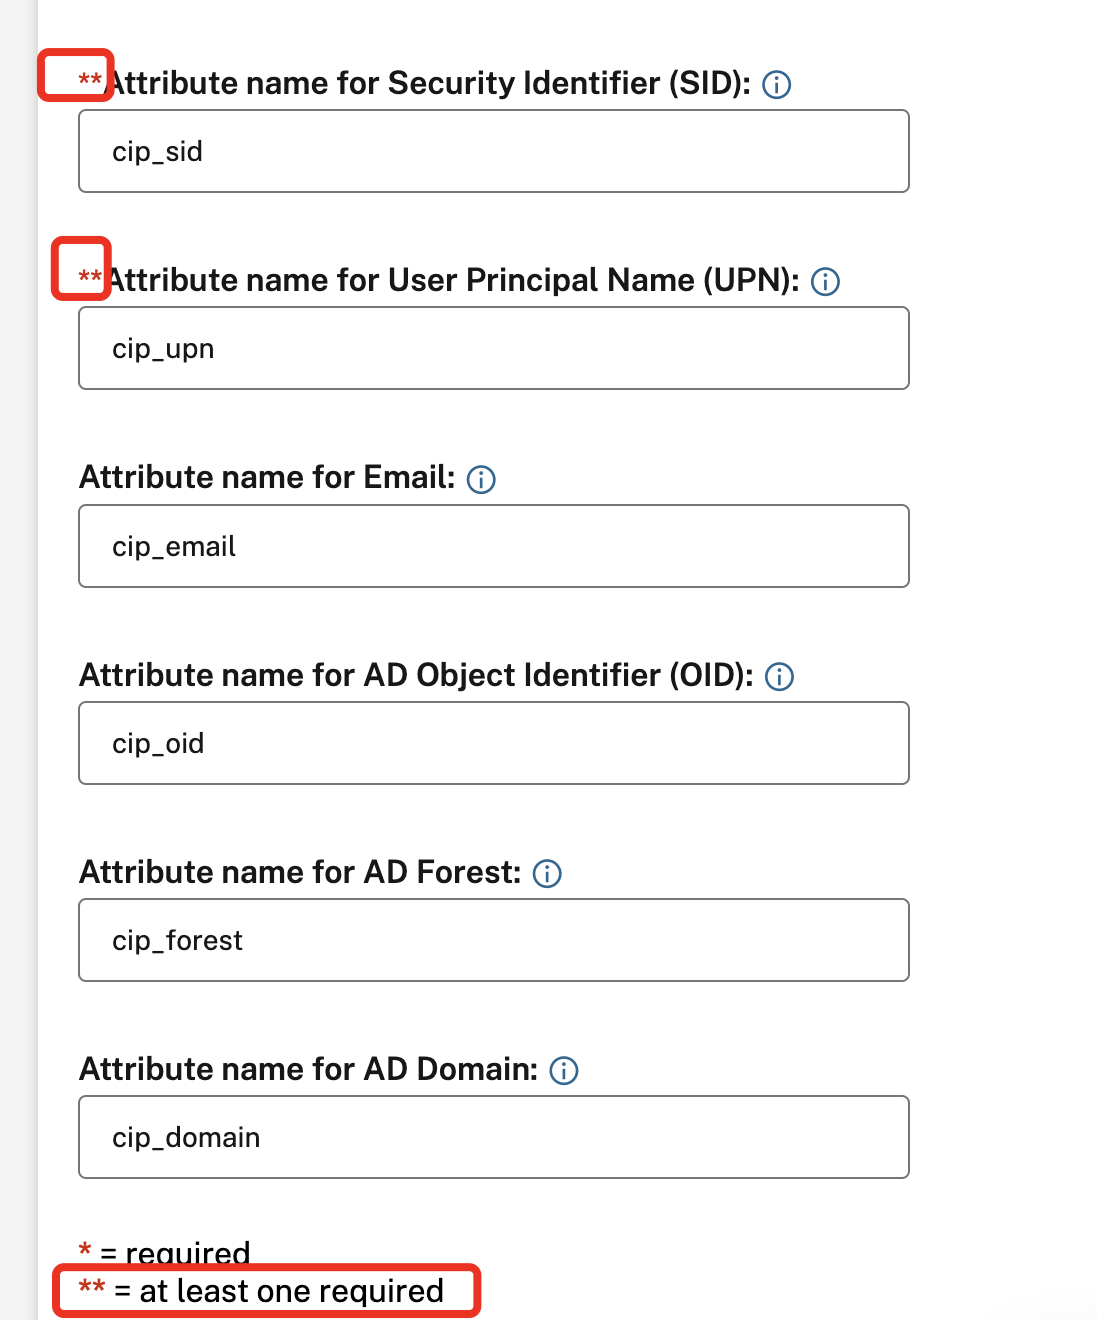 **Attribute name for Security Identifier (SID):
cip_sid
**Attribute name for User Principal Name (UPN):
cip_upn
Attribute name for Email:
cip_email
Attribute name for AD Object Identifier (OID):
cip_oid
Attribute name for AD Forest:
cip_forest
Attribute name for AD Domain:
cip_domain
* = required
** = at least one required